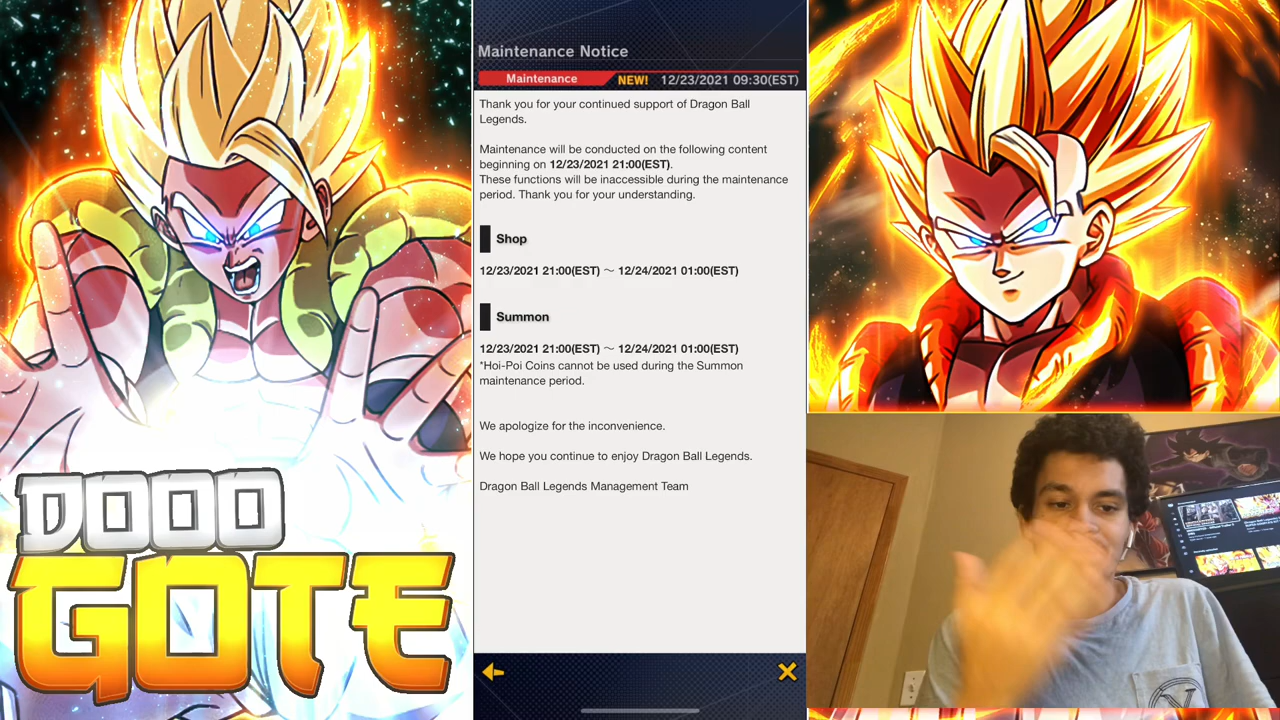 DOOO
GOTE
Maintenance Notice
Maintenance
NEW!
12/23/2021 09:30(EST)
Thank you for your continued support of Dragon Ball
Legends.
Maintenance will be conducted on the following content
beginning on 12/23/2021 21:00(EST).
These functions will be inaccessible during the maintenance
period. Thank you for your understanding.
Shop
12/23/2021 21:00(EST) ～ 12/24/2021 01:00(EST)
Summon
12/23/2021 21:00(EST) ～ 12/24/2021 01:00(EST)
*Hoi-Poi Coins cannot be used during the Summon
maintenance period.
We apologize for the inconvenience.
We hope you continue to enjoy Dragon Ball Legends.
Dragon Ball Legends Management Team